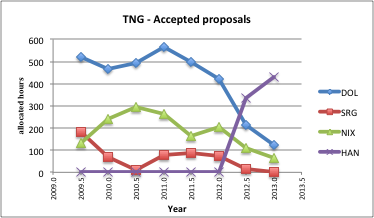 TNG - Accepted proposals
600
500
400
300
200
100
0
allocated hours
2009.0
2009.5
2010.0
2010.5
2011.0
2011.5
2012.0
2012.5
2013.0
2013.5
Year
DOL
SRG
NIX
HAN